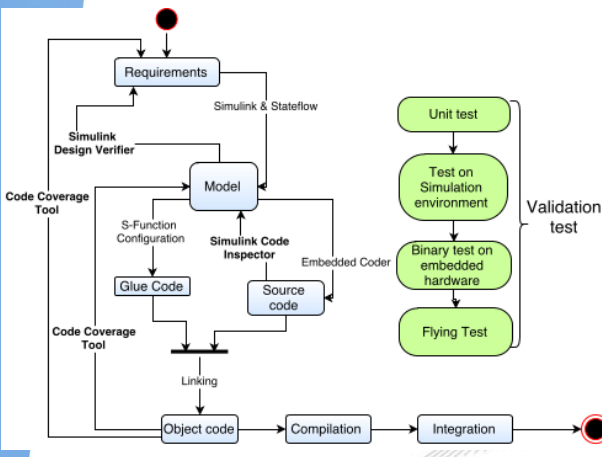 Requirements
Simulink & Stateflow
Simulink
Design Verifier
Code Coverage
Tool
Model
S-Function
Configuration
Simulink Code
Inspector
Embedded Coder
Glue Code
Source
code
Code Coverage
Tool
Linking
Object code
Compilation
Integration
Unit test
Test on
Simulation
environment
Binary test on
embedded
hardware
Flying Test
Validation
test